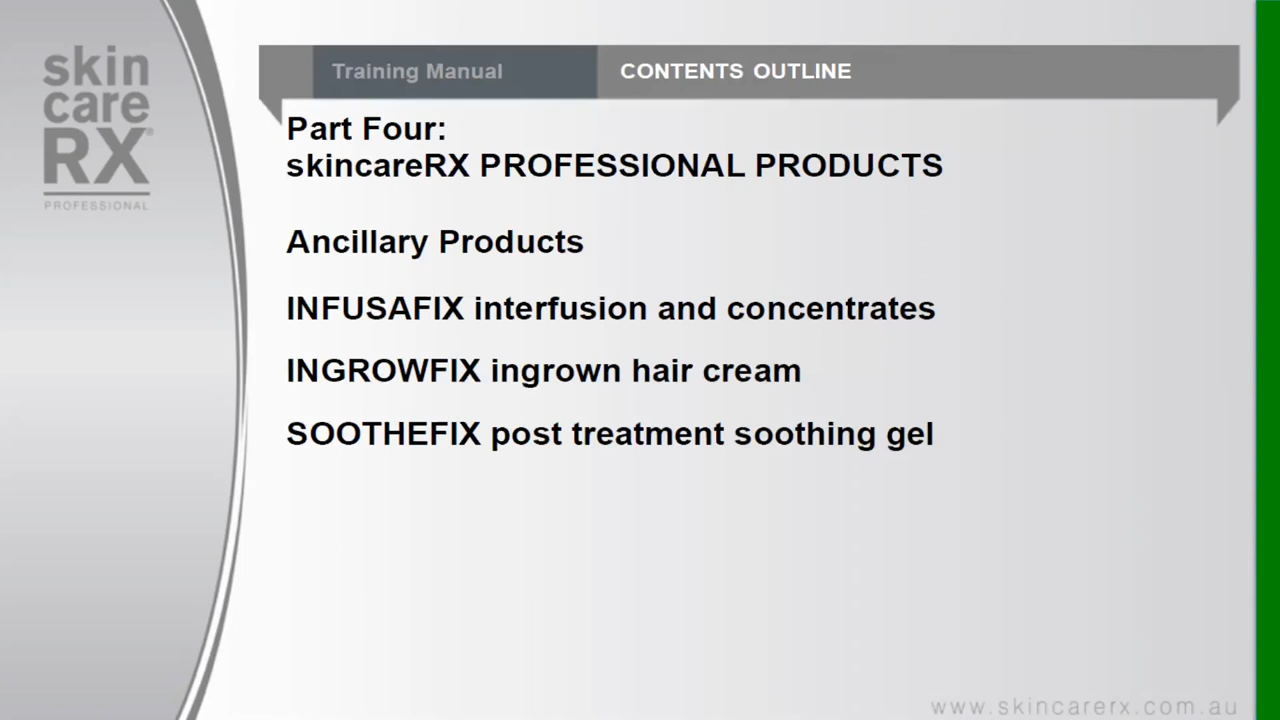 skin
care
RX®
PROFESSIONAL
Training Manual
CONTENTS OUTLINE
Part Four:
skincareRX PROFESSIONAL PRODUCTS
Ancillary Products
INFUSAFIX interfusion and concentrates
INGROWFIX ingrown hair cream
SOOTHEFIX post treatment soothing gel
www.skincarerx.com.au